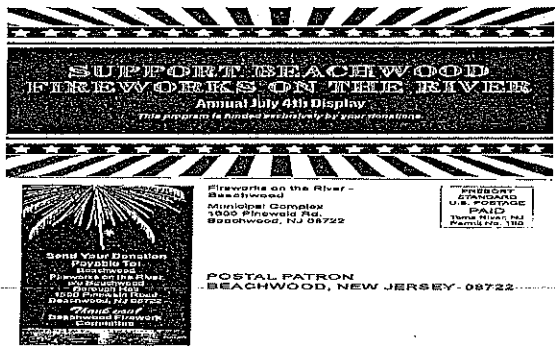 SUPPORT BEACHWOOD
FIREWORKS ON THE RIVER
Annual July 4th Display
This program is funded exclusively by your donations
Fireworks on the River -
Beachwood
Municipal Complex
1600 Pinewald Rd.
Beachwood, NJ 08722
PRESORT
STANDARD
U.S. POSTAGE
PAID
Toms River, NJ
Permit No.
Send Your Donation
Payable To:
Beachwood
Fireworks on the River
c/o Beachwood
Borough Hall
1600 Pinewald Road
Beachwood, NJ 08722
Thank you!
Beachwood Firework
Committee
POSTAL PATRON
BEACHWOOD, NEW JERSEY 08722